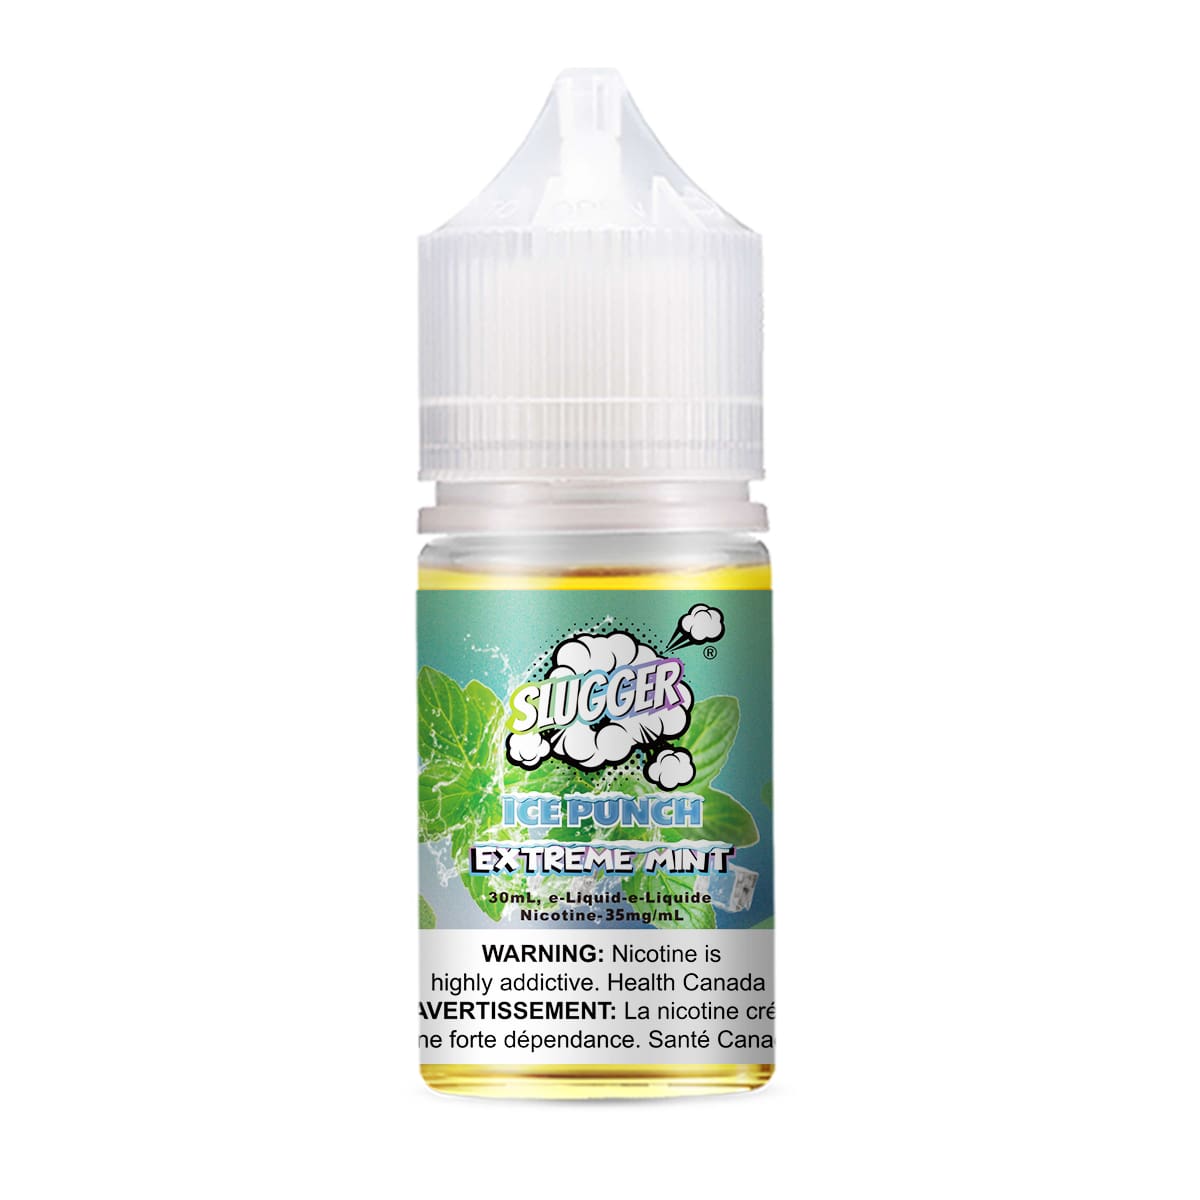 SLUGGER
®
ICE PUNCH
EXTREME MINT
30mL, e-Liquid-e-Liquide
Nicotine-35mg/mL
WARNING: Nicotine is
highly addictive. Health Canada
AVERTISSEMENT: La nicotine cré
ne forte dépendance. Santé Cana